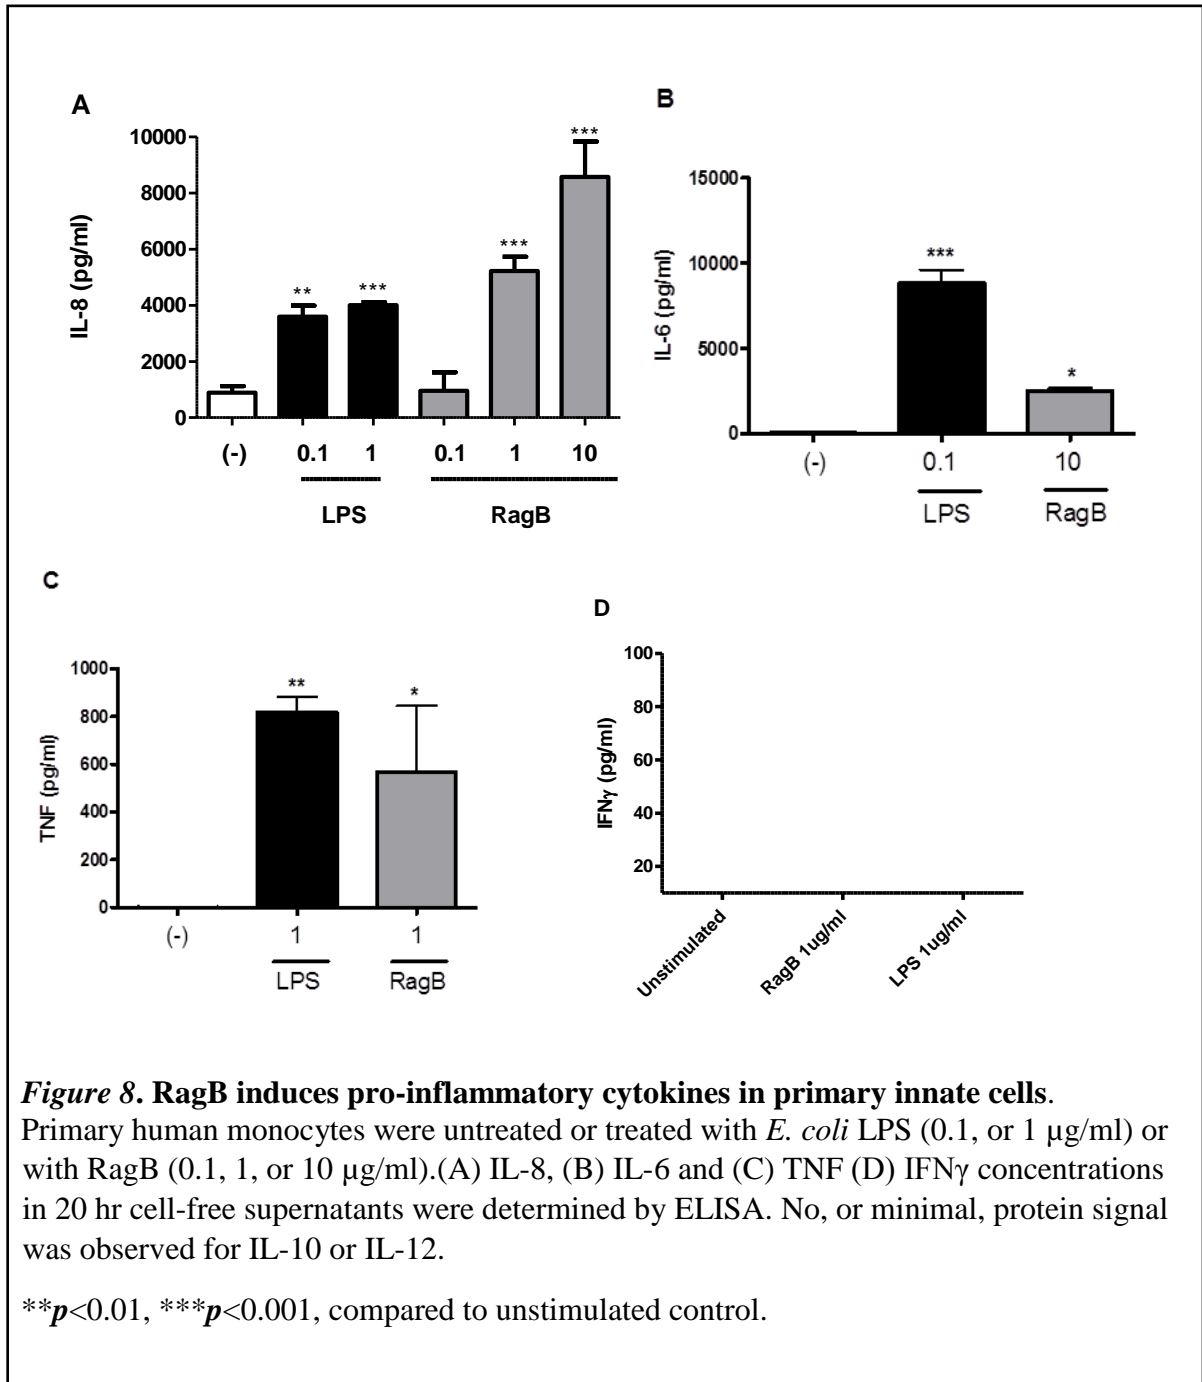 A
10000
8000
6000
4000
2000
0
IL-8 (pg/ml)
** *** *** ***
(-) 0.1 1 0.1 1 10
LPS RagB
B
15000
10000
5000
0
IL-6 (pg/ml)
*** *
(-) 0.1 10
LPS RagB
C
1000
800
600
400
200
0
TNF (pg/ml)
** *
(-) 1 1
LPS RagB
D
100
80
60
40
20
IFNγ (pg/ml)
Unstimulated
RagB 1ug/ml
LPS 1ug/ml
Figure 8. RagB induces pro-inflammatory cytokines in primary innate cells.
Primary human monocytes were untreated or treated with E. coli LPS (0.1, or 1 µg/ml) or
with RagB (0.1, 1, or 10 µg/ml).(A) IL-8, (B) IL-6 and (C) TNF (D) IFNγ concentrations
in 20 hr cell-free supernatants were determined by ELISA. No, or minimal, protein signal
was observed for IL-10 or IL-12.
**p<0.01, ***p<0.001, compared to unstimulated control.